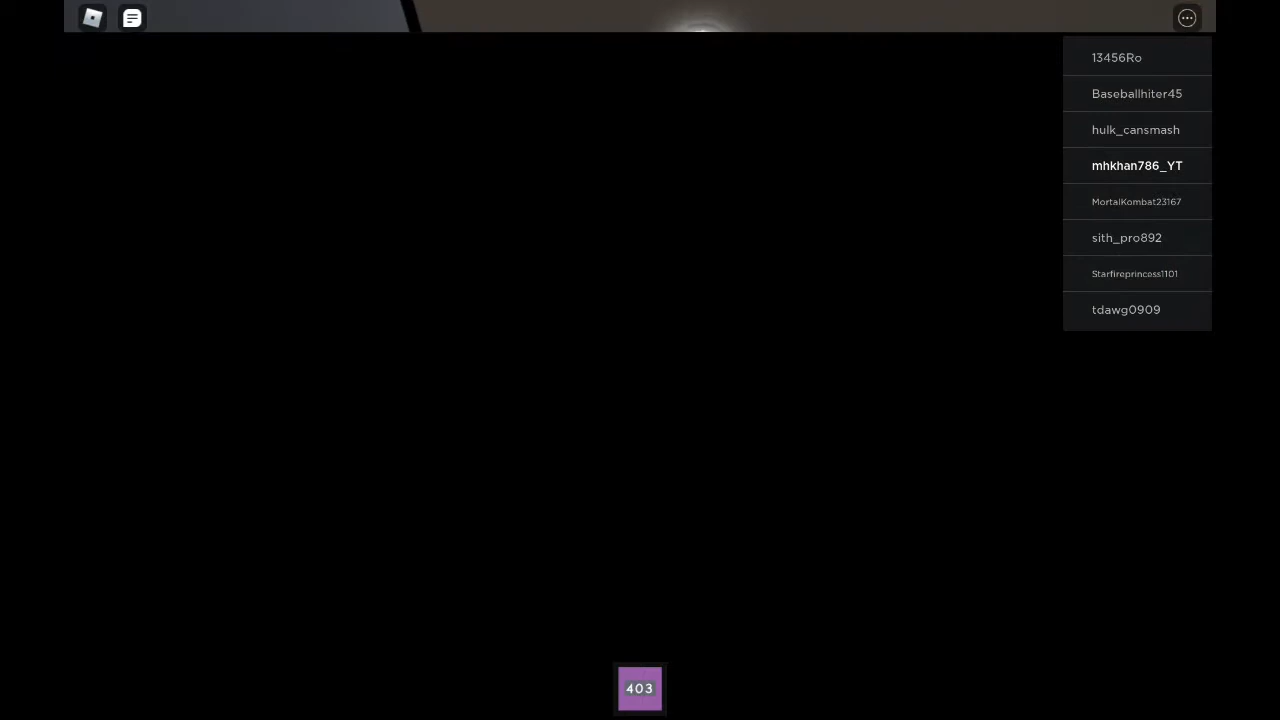 13456Ro
Baseballhiter45
hulk_cansmash
mhkhan786_YT
MortalKombat23167
sith_pro892
Starfireprincess1101
tdawg0909
403